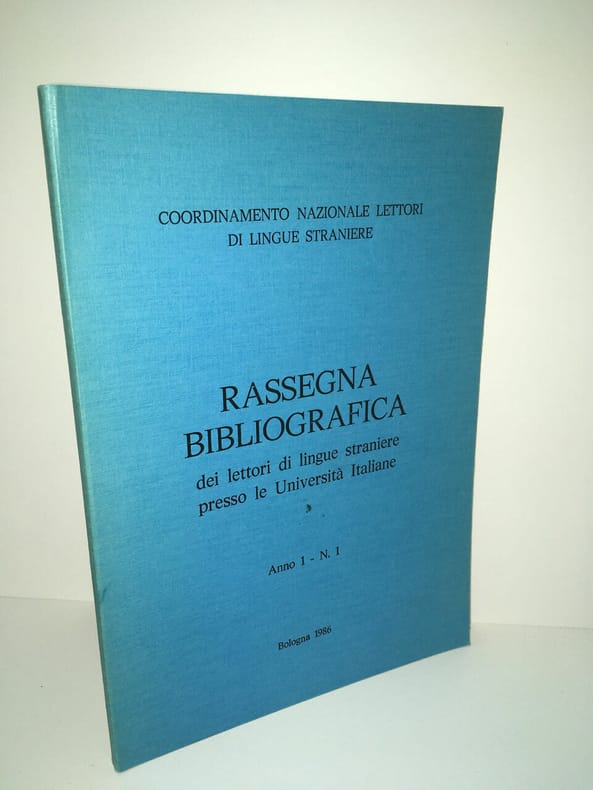 COORDINAMENTO NAZIONALE LETTORI
DI LINGUE STRANIERE
RASSEGNA
BIBLIOGRAFICA
dei lettori di lingue straniere
presso le Università Italiane
Anno 1 - N. 1
Bologna 1986